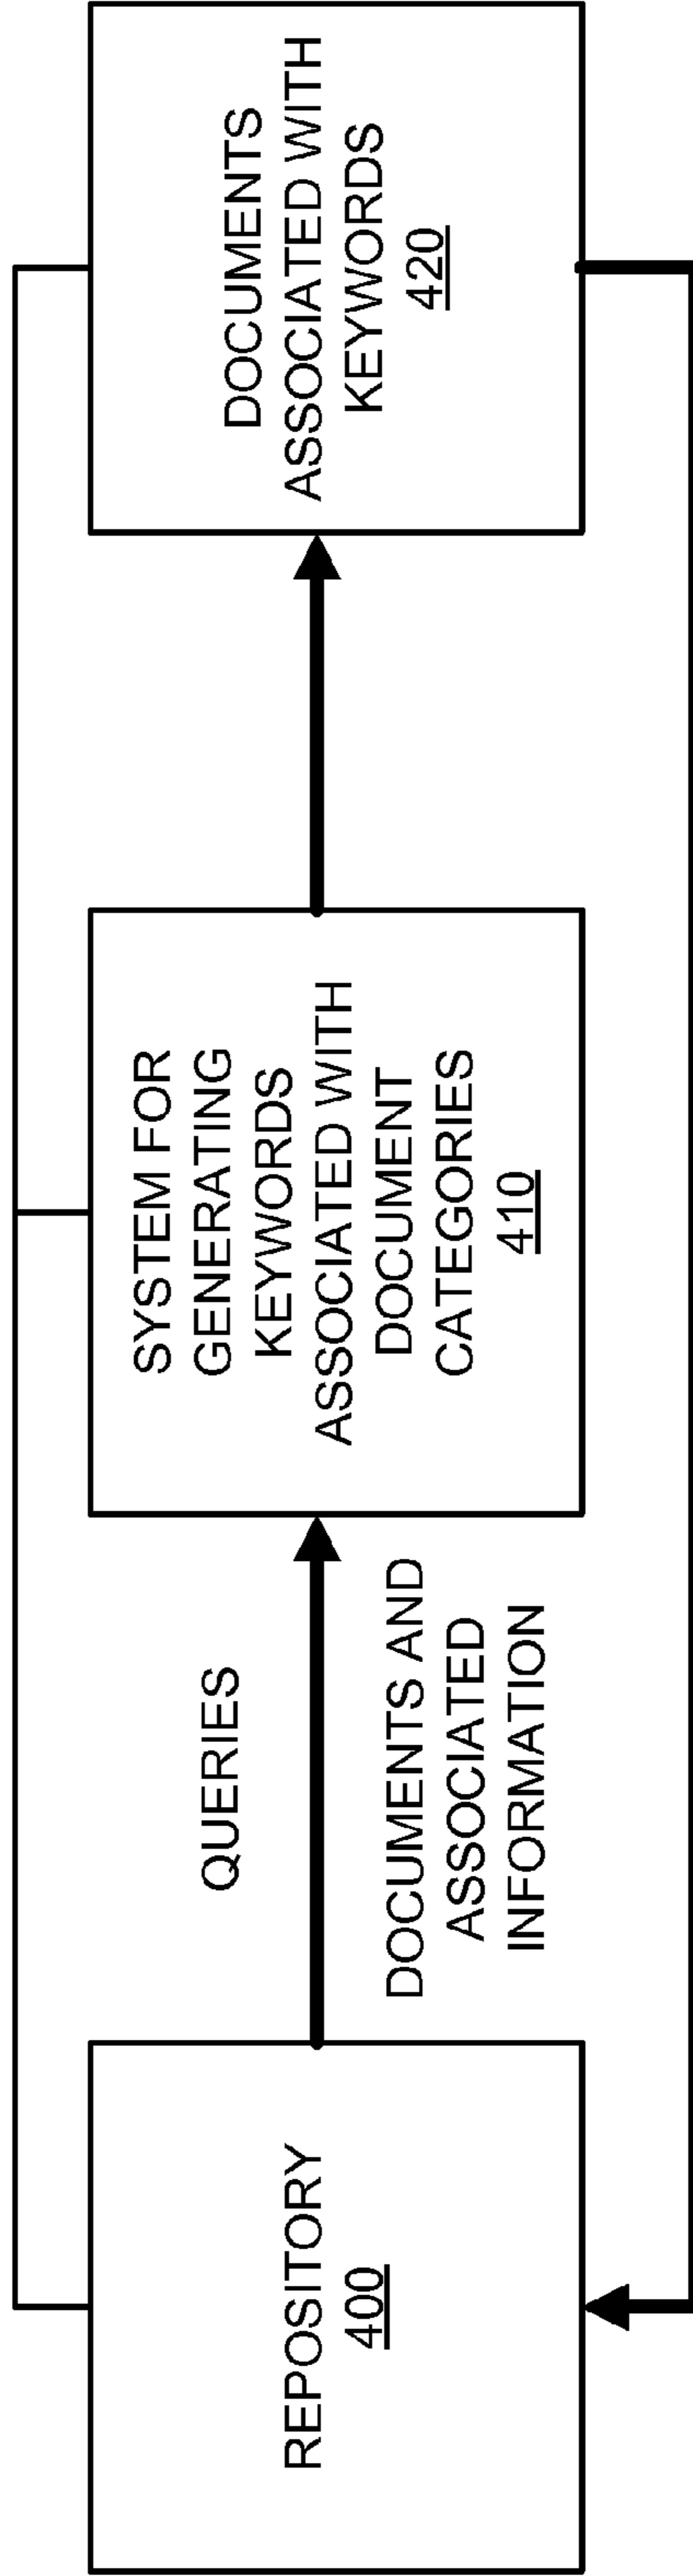 REPOSITORY
400
QUERIES
DOCUMENTS AND
ASSOCIATED
INFORMATION
SYSTEM FOR
GENERATING
KEYWORDS
ASSOCIATED WITH
DOCUMENT
CATEGORIES
410
DOCUMENTS
ASSOCIATED WITH
KEYWORDS
420